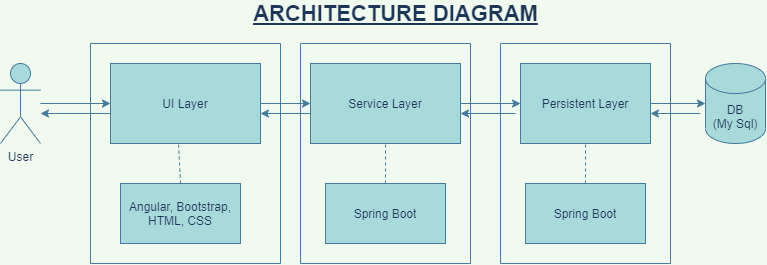 ARCHITECTURE DIAGRAM
UI Layer
Service Layer
Persistent Layer
DB
(My Sql)
User
Angular, Bootstrap,
HTML, CSS
Spring Boot
Spring Boot